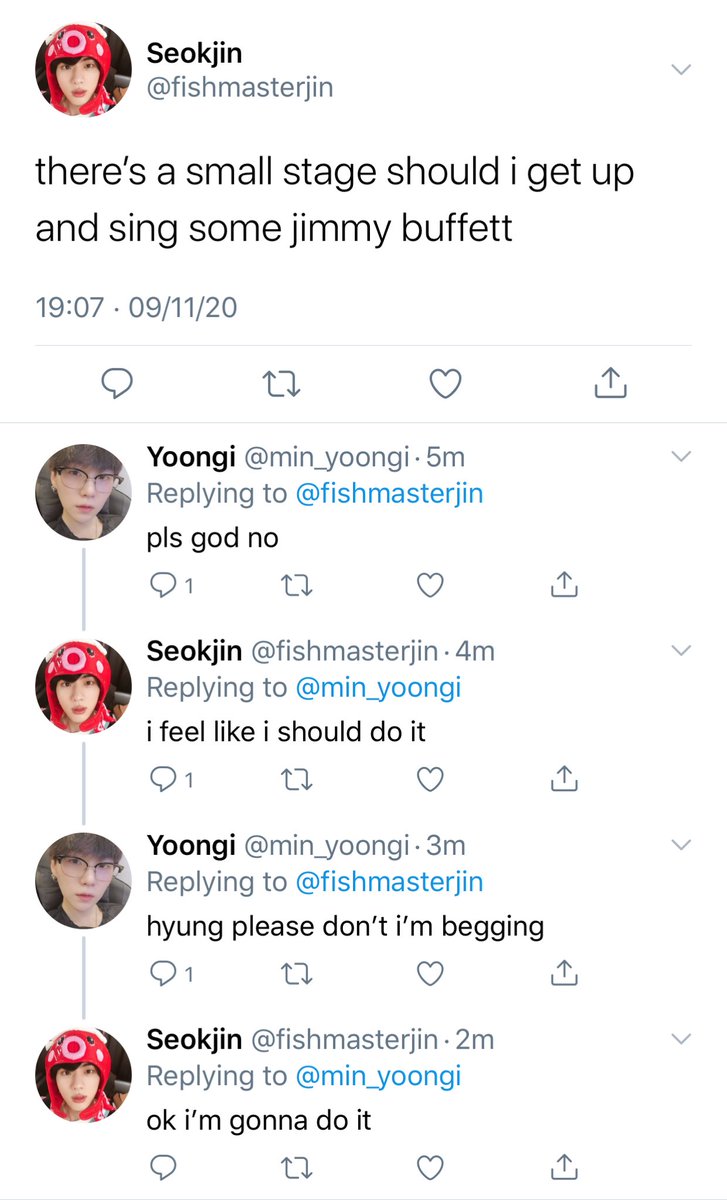 Seokjin
@fishmasterjin
there's a small stage should i get up
and sing some jimmy buffett
19:07 · 09/11/20
Yoongi @min_yoongi · 5m
Replying to @fishmasterjin
pls god no
1
Seokjin @fishmasterjin · 4m
Replying to @min_yoongi
i feel like i should do it
1
Yoongi @min_yoongi · 3m
Replying to @fishmasterjin
hyung please don't i'm begging
1
Seokjin @fishmasterjin · 2m
Replying to @min_yoongi
ok i'm gonna do it